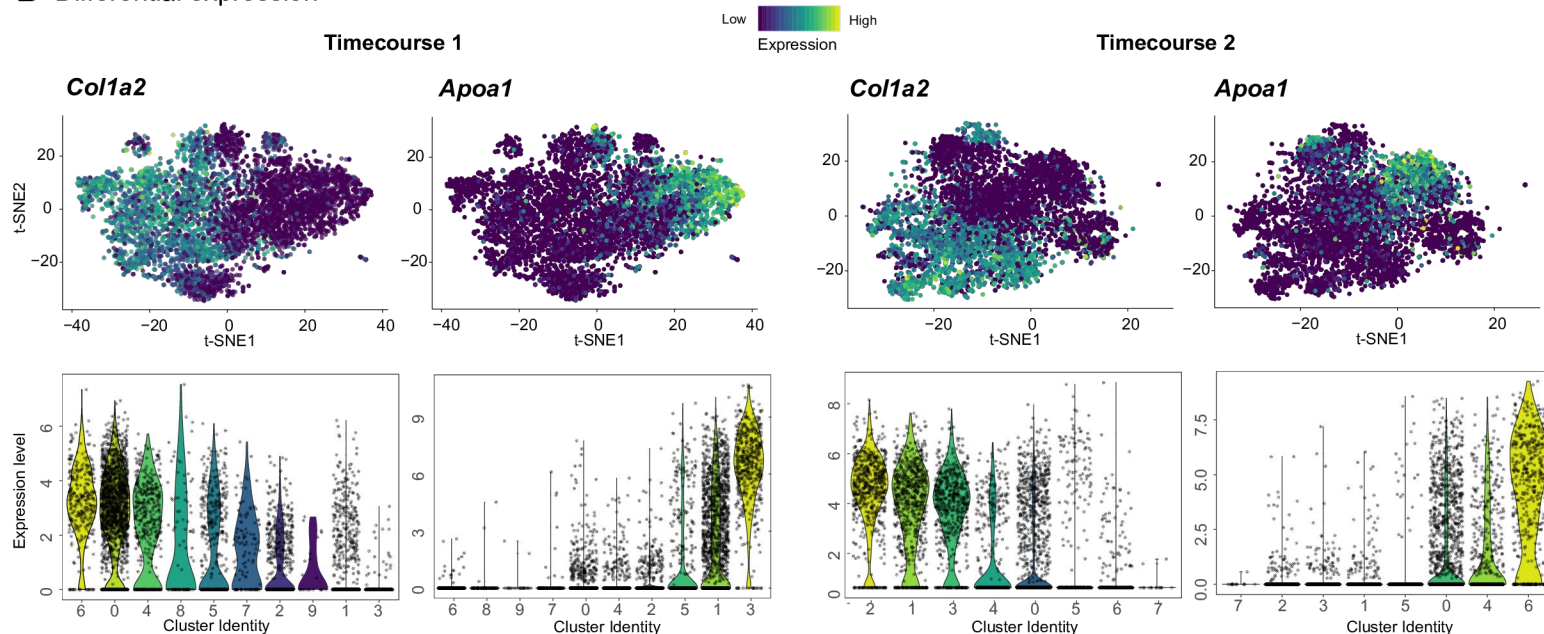 B Differential expression
Low High
Expression
Timecourse 1 Timecourse 2
Col1a2 Apoa1 Col1a2 Apoa1
t-SNE2
20
0
−20
−40 −20 0 20 40
t-SNE1
20
0
−20
−40 −20 0 20 40
t-SNE1
20
0
−20
−20 0 20
t-SNE1
20
0
−20
−20 0 20
t-SNE1
Expression level
6
4
2
0
6 0 4 8 5 7 2 9 1 3
Cluster Identity
9
6
3
0
6 8 9 7 0 4 2 5 1 3
Cluster Identity
8
6
4
2
0
2 1 3 4 0 5 6 7
Cluster Identity
7.5
5.0
2.5
0.0
7 2 3 1 5 0 4 6
Cluster Identity